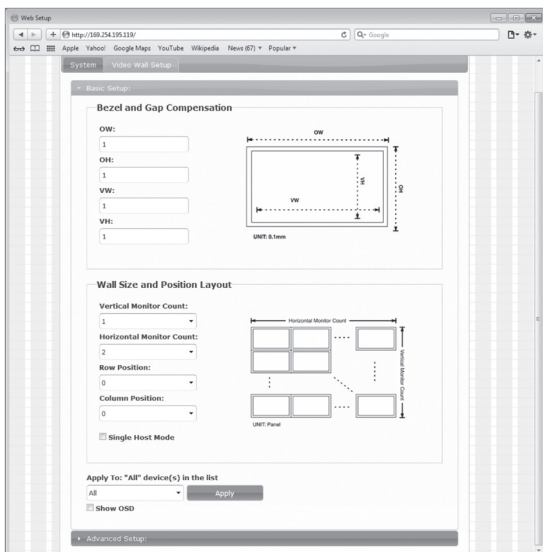 Web Setup
http://169.254.195.119/
Google
Apple Yahoo! Google Maps YouTube Wikipedia News (67) Popular
System Video Wall Setup
Basic Setup:
Bezel and Gap Compensation
OW:
1
OH:
1
VW:
1
VH:
1
OW
VH
OH
VW
UNIT: 0.1mm
Wall Size and Position Layout
Vertical Monitor Count:
1
Horizontal Monitor Count:
2
Row Position:
0
Column Position:
0
Single Host Mode
Horizontal Monitor Count
Vertical Monitor Count
UNIT: Panel
Apply To: "All" device(s) in the list
All
Apply
Show OSD
Advanced Setup: